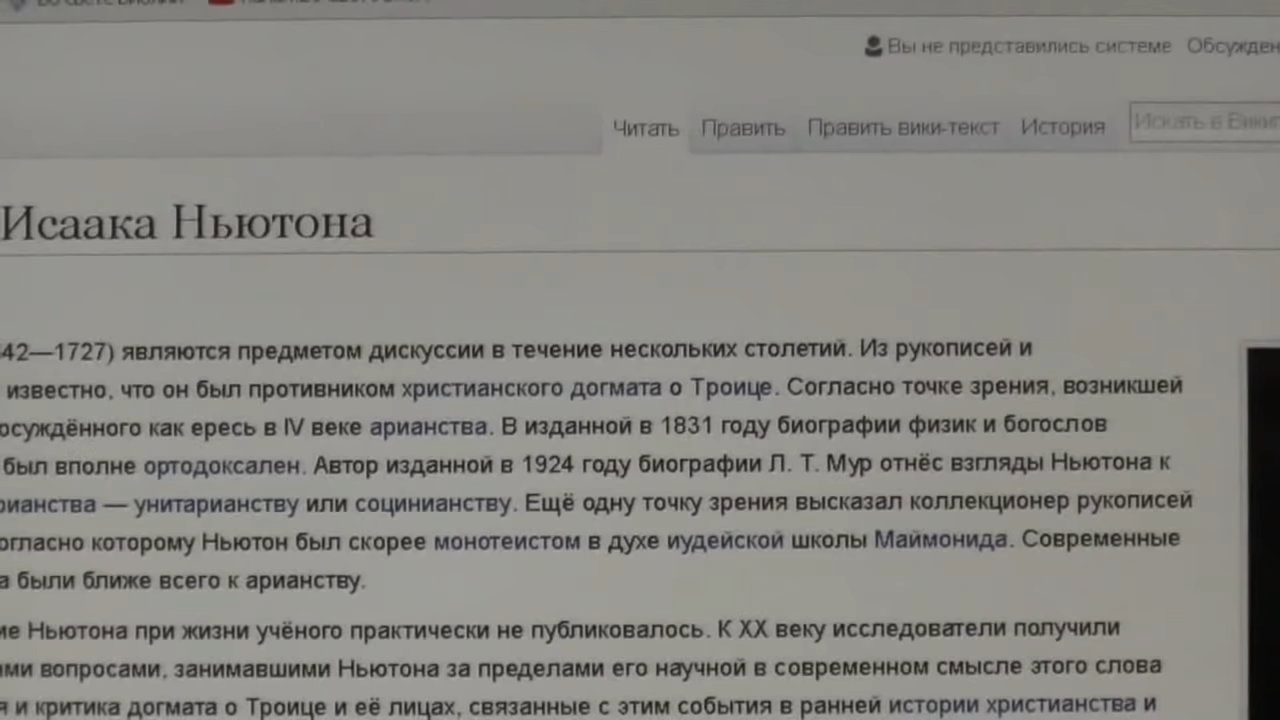 Вы не представились системе Обсужден
Читать Править Править вики-текст История Искать в Вики
Исаака Ньютона
42—1727) являются предметом дискуссии в течение нескольких столетий. Из рукописей и
известно, что он был противником христианского догмата о Троице. Согласно точке зрения, возникшей
осуждённого как ересь в IV веке арианства. В изданной в 1831 году биографии физик и богослов
был вполне ортодоксален. Автор изданной в 1924 году биографии Л. Т. Мур отнёс взгляды Ньютона к
рианства — унитарианству или социнианству. Ещё одну точку зрения высказал коллекционер рукописей
огласно которому Ньютон был скорее монотеистом в духе иудейской школы Маймонида. Современные
а были ближе всего к арианству.
ие Ньютона при жизни учёного практически не публиковалось. К XX веку исследователи получили
ми вопросами, занимавшими Ньютона за пределами его научной в современном смысле этого слова
я и критика догмата о Троице и её лицах, связанные с этим события в ранней истории христианства и